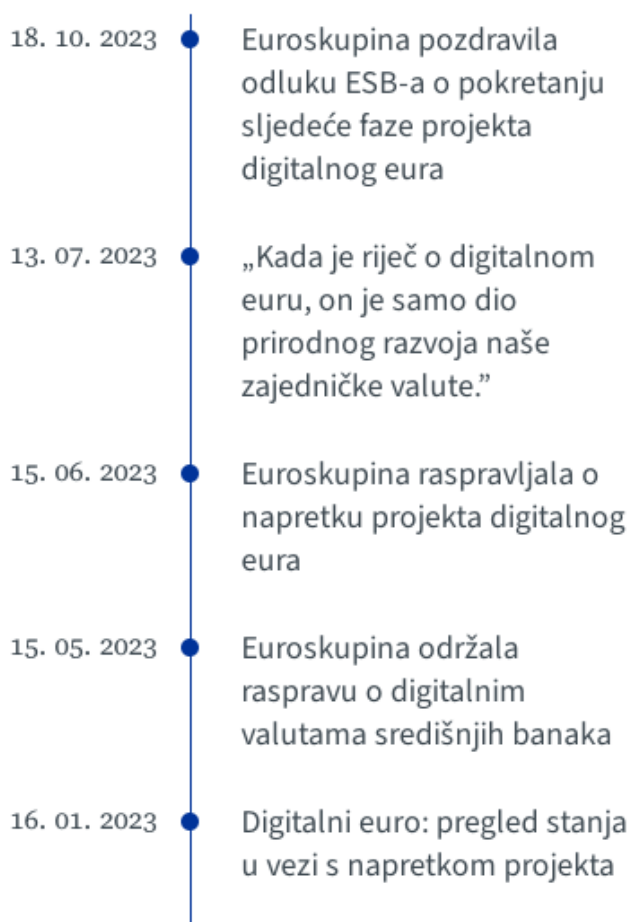 18. 10. 2023
Euroskupina pozdravila
odluku ESB-a o pokretanju
sljedeće faze projekta
digitalnog eura
13. 07. 2023
„Kada je riječ o digitalnom
euru, on je samo dio
prirodnog razvoja naše
zajedničke valute.”
15. 06. 2023
Euroskupina raspravljala o
napretku projekta digitalnog
eura
15. 05. 2023
Euroskupina održala
raspravu o digitalnim
valutama središnjih banaka
16. 01. 2023
Digitalni euro: pregled stanja
u vezi s napretkom projekta